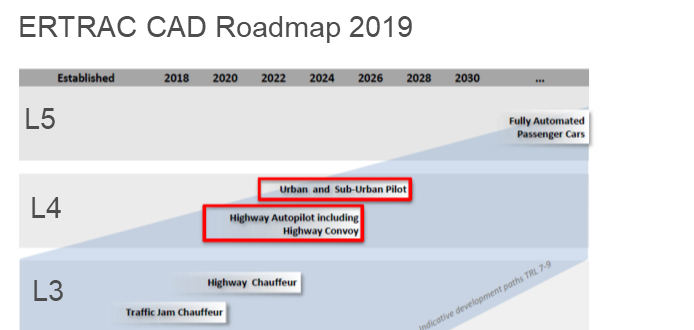 ERTRAC CAD Roadmap 2019
Established 2018 2020 2022 2024 2026 2028 2030 ...
L5
Fully Automated
Passenger Cars
L4
Urban and Sub-Urban Pilot
Highway Autopilot including
Highway Convoy
L3
Highway Chauffeur
Traffic Jam Chauffeur
Indicative development paths TRL 7-9